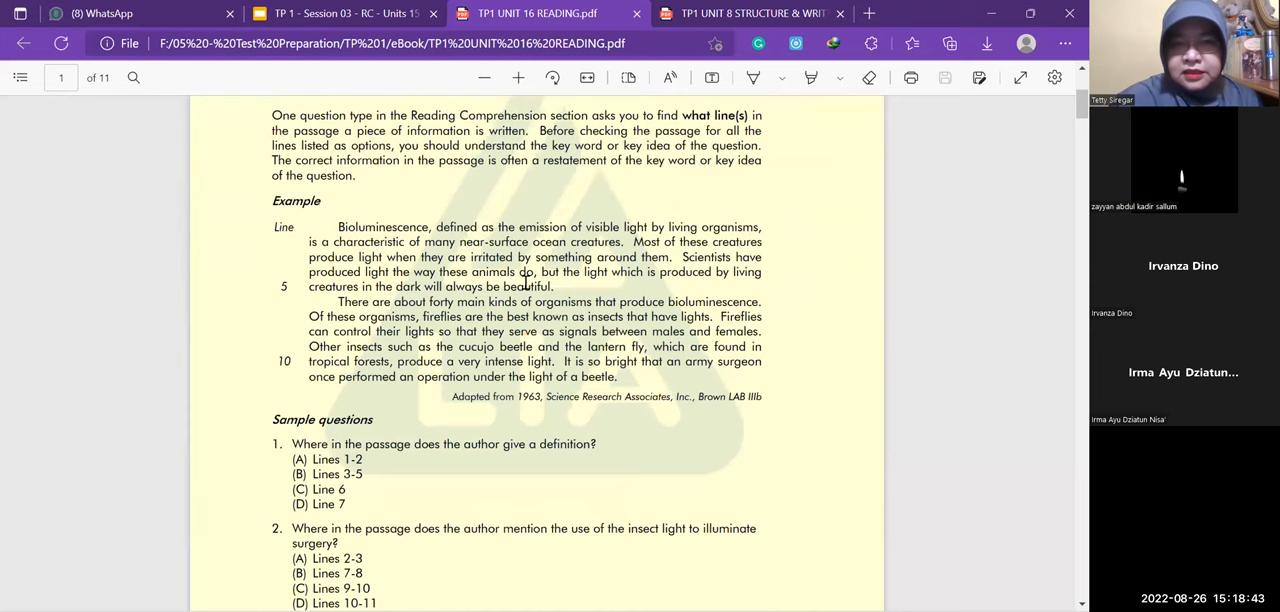 (8) WhatsApp
TP 1 - Session 03 - RC - Units 15
TP1 UNIT 16 READING.pdf
TP1 UNIT 8 STRUCTURE & WRIT
File
F:/05%20-%20Test%20Preparation/TP%201/eBook/TP1%20UNIT%2016%20READING.pdf
1 of 11
One question type in the Reading Comprehension section asks you to find what line(s) in
the passage a piece of information is written. Before checking the passage for all the
lines listed as options, you should understand the key word or key idea of the question.
The correct information in the passage is often a restatement of the key word or key idea
of the question.
Example
Line Bioluminescence, defined as the emission of visible light by living organisms,
is a characteristic of many near-surface ocean creatures. Most of these creatures
produce light when they are irritated by something around them. Scientists have
produced light the way these animals do, but the light which is produced by living
5 creatures in the dark will always be beautiful.
There are about forty main kinds of organisms that produce bioluminescence.
Of these organisms, fireflies are the best known as insects that have lights. Fireflies
can control their lights so that they serve as signals between males and females.
Other insects such as the cucujo beetle and the lantern fly, which are found in
10 tropical forests, produce a very intense light. It is so bright that an army surgeon
once performed an operation under the light of a beetle.
Adapted from 1963, Science Research Associates, Inc., Brown LAB IIIb
Sample questions
1. Where in the passage does the author give a definition?
(A) Lines 1-2
(B) Lines 3-5
(C) Line 6
(D) Line 7
2. Where in the passage does the author mention the use of the insect light to illuminate
surgery?
(A) Lines 2-3
(B) Lines 7-8
(C) Lines 9-10
(D) Lines 10-11
Tetty Siregar
zayyan abdul kadir sallum
Irvanza Dino
Irvanza Dino
Irma Ayu Dziatun...
Irma Ayu Dziatun Nisa'
2022-08-26 15:18:43